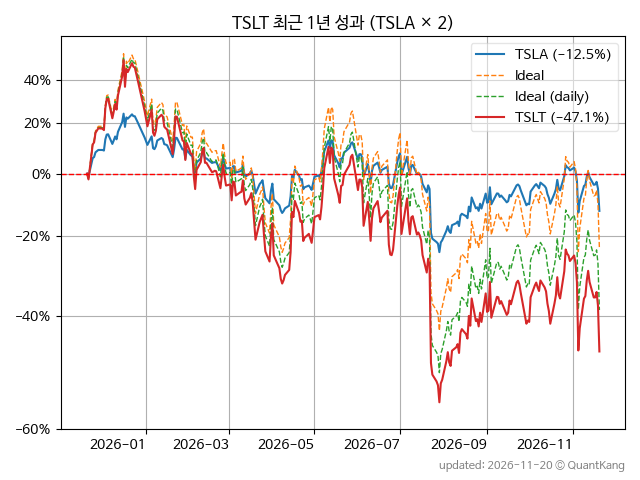 TSLT 최근 1년 성과 (TSLA × 2)
TSLA (−12.5%)
Ideal
Ideal (daily)
TSLT (−47.1%)
40%
20%
0%
−20%
−40%
−60%
2026-01 2026-03 2026-05 2026-07 2026-09 2026-11
updated: 2026-11-20 © QuantKang